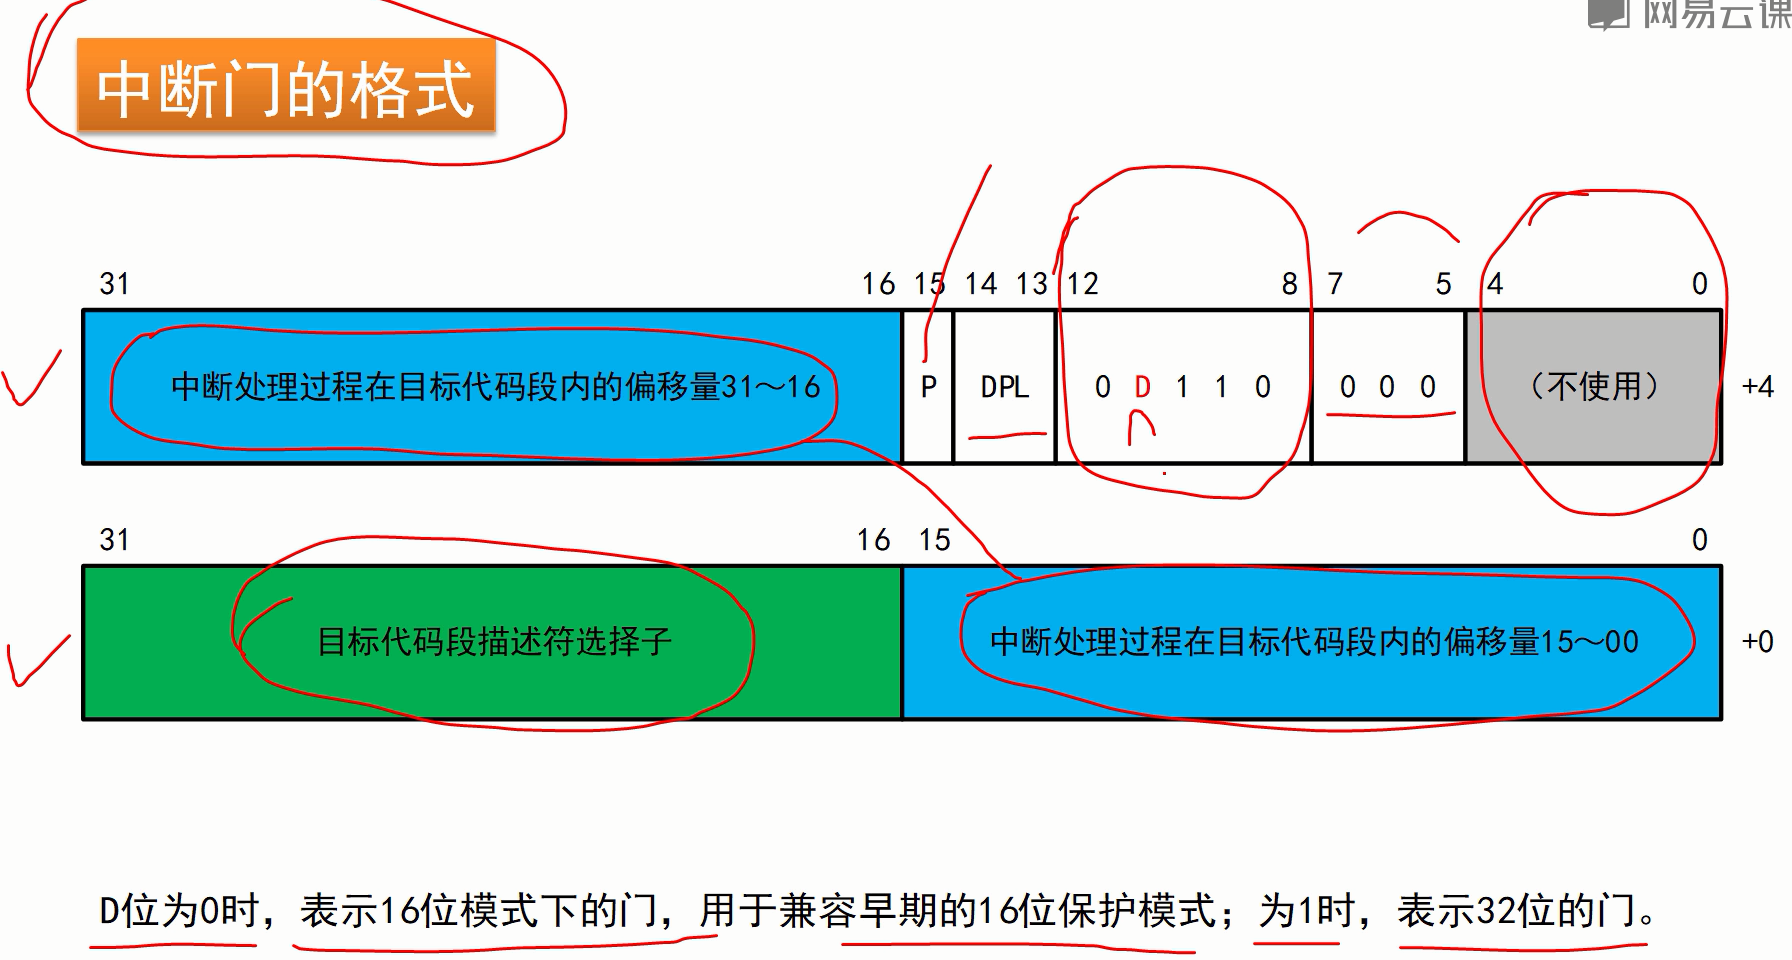 网易云课
中断门的格式
31 16 15 14 13 12 8 7 5 4 0
中断处理过程在目标代码段内的偏移量31～16 P DPL 0 D 1 1 0 0 0 0 （不使用） +4
31 16 15 0
目标代码段描述符选择子 中断处理过程在目标代码段内的偏移量15～00 +0
D位为0时，表示16位模式下的门，用于兼容早期的16位保护模式；为1时，表示32位的门。